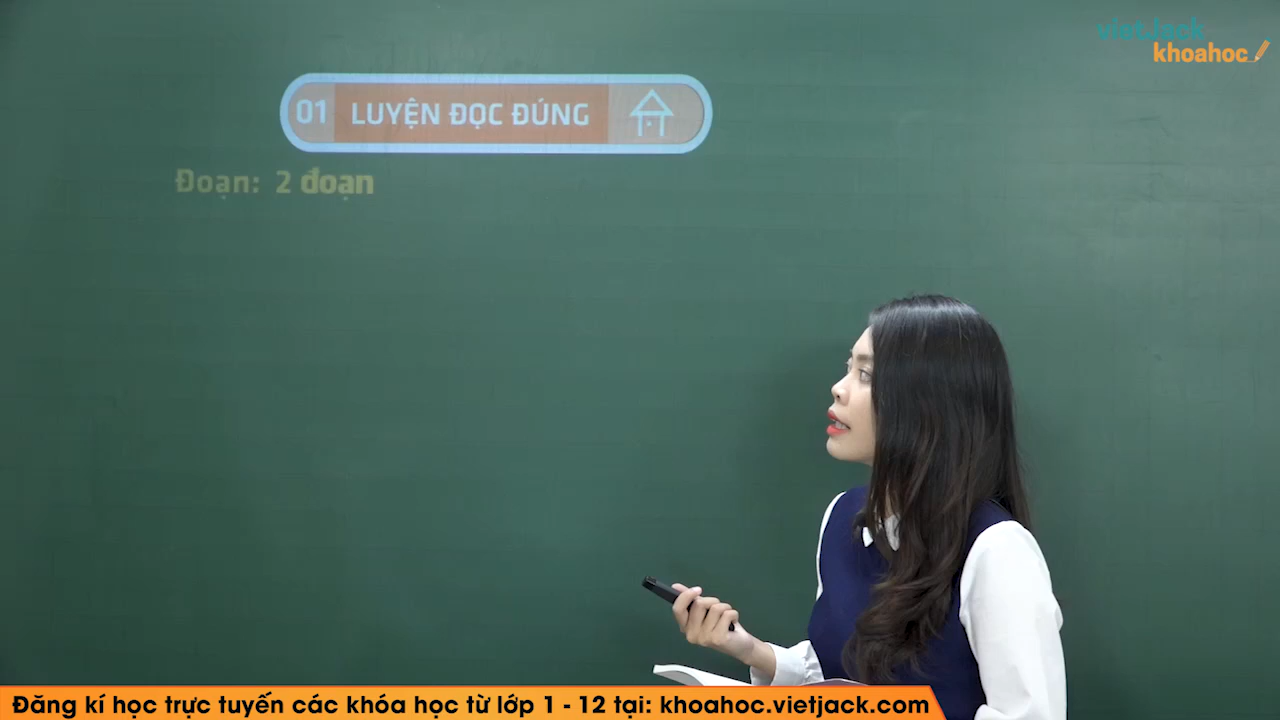 vietJack
khoahoc
01 LUYỆN ĐỌC ĐÚNG
Đoạn: 2 đoạn
Đăng kí học trực tuyến các khóa học từ lớp 1 - 12 tại: khoahoc.vietjack.com